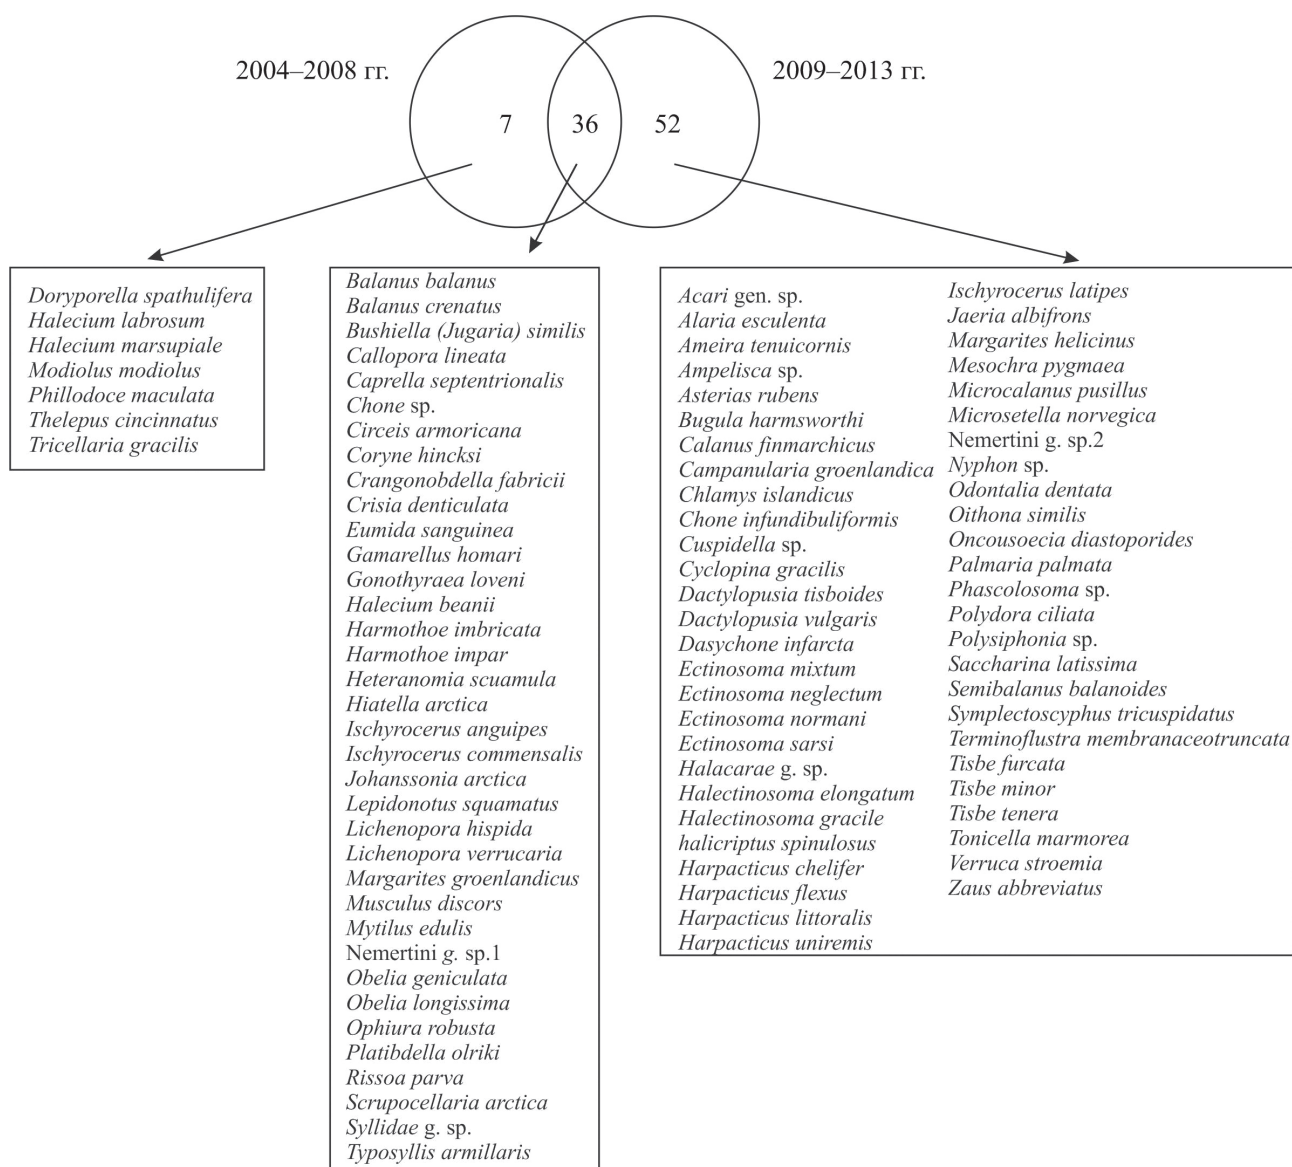 2004–2008 гг.
2009–2013 гг.
7
36
52
Doryporella spathulifera
Halecium labrosum
Halecium marsupiale
Modiolus modiolus
Phillodoce maculata
Thelepus cincinnatus
Tricellaria gracilis
Balanus balanus
Balanus crenatus
Bushiella (Jugaria) similis
Callopora lineata
Caprella septentrionalis
Chone sp.
Circeis armoricana
Coryne hincksi
Crangonobdella fabricii
Crisia denticulata
Eumida sanguinea
Gamarellus homari
Gonothyraea loveni
Halecium beanii
Harmothoe imbricata
Harmothoe impar
Heteranomia scuamula
Hiatella arctica
Ischyrocerus anguipes
Ischyrocerus commensalis
Johanssonia arctica
Lepidonotus squamatus
Lichenopora hispida
Lichenopora verrucaria
Margarites groenlandicus
Musculus discors
Mytilus edulis
Nemertini g. sp.1
Obelia geniculata
Obelia longissima
Ophiura robusta
Platibdella olriki
Rissoa parva
Scrupocellaria arctica
Syllidae g. sp.
Typosyllis armillaris
Acari gen. sp.
Alaria esculenta
Ameira tenuicornis
Ampelisca sp.
Asterias rubens
Bugula harmsworthi
Calanus finmarchicus
Campanularia groenlandica
Chlamys islandicus
Chone infundibuliformis
Cuspidella sp.
Cyclopina gracilis
Dactylopusia tisboides
Dactylopusia vulgaris
Dasychone infarcta
Ectinosoma mixtum
Ectinosoma neglectum
Ectinosoma normani
Ectinosoma sarsi
Halacarae g. sp.
Halectinosoma elongatum
Halectinosoma gracile
halicriptus spinulosus
Harpacticus chelifer
Harpacticus flexus
Harpacticus littoralis
Harpacticus uniremis
Ischyrocerus latipes
Jaeria albifrons
Margarites helicinus
Mesochra pygmaea
Microcalanus pusillus
Microsetella norvegica
Nemertini g. sp.2
Nyphon sp.
Odontalia dentata
Oithona similis
Oncousoecia diastoporides
Palmaria palmata
Phascolosoma sp.
Polydora ciliata
Polysiphonia sp.
Saccharina latissima
Semibalanus balanoides
Symplectoscyphus tricuspidatus
Terminoflustra membranaceotruncata
Tisbe furcata
Tisbe minor
Tisbe tenera
Tonicella marmorea
Verruca stroemia
Zaus abbreviatus